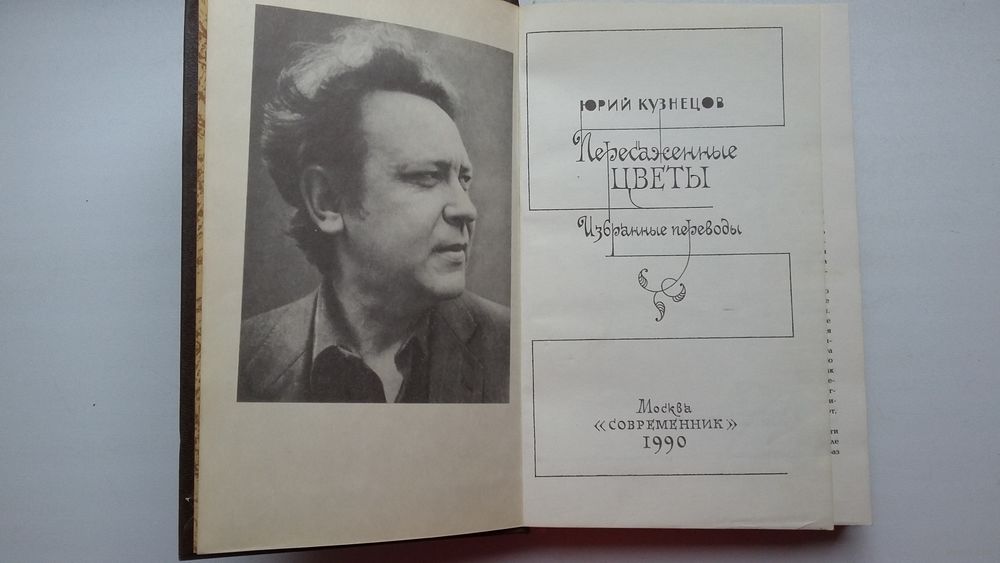 ЮРИЙ КУЗНЕЦОВ
Пересаженные
ЦВЕТЫ
Избранные переводы
Москва
«СОВРЕМЕННИК»
1990